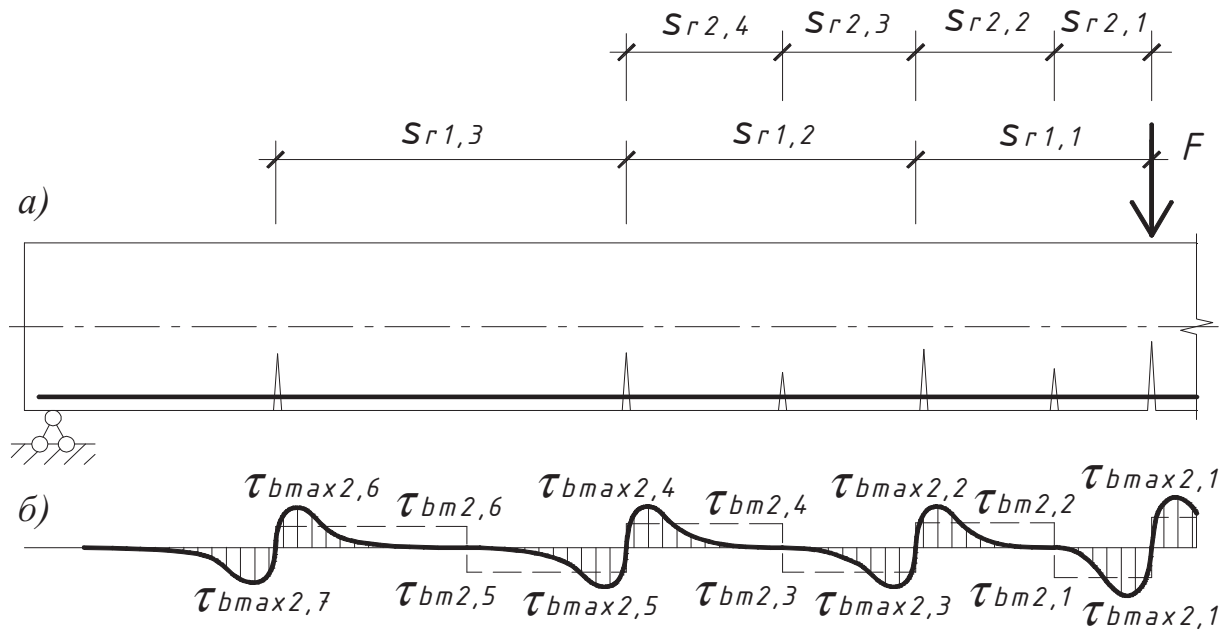 Sr2,4 Sr2,3 Sr2,2 Sr2,1
Sr1,3 Sr1,2 Sr1,1 F
а)
τbmax2,6 τbm2,6 τbmax2,4 τbm2,4 τbmax2,2 τbm2,2 τbmax2,1
б)
τbmax2,7 τbm2,5 τbmax2,5 τbm2,3 τbmax2,3 τbm2,1 τbmax2,1